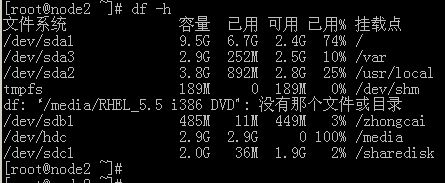 [root@node2 ~]# df -h
文件系统 容量 已用 可用 已用% 挂载点
/dev/sda1 9.5G 6.7G 2.4G 74% /
/dev/sda3 2.9G 252M 2.5G 10% /var
/dev/sda2 3.8G 892M 2.8G 25% /usr/local
tmpfs 189M 0 189M 0% /dev/shm
df: “/media/RHEL_5.5 i386 DVD”: 没有那个文件或目录
/dev/sdb1 485M 11M 449M 3% /zhongcai
/dev/hdc 2.9G 2.9G 0 100% /media
/dev/sdc1 2.0G 36M 1.9G 2% /sharedisk
[root@node2 ~]#
[root@node2 ~]#